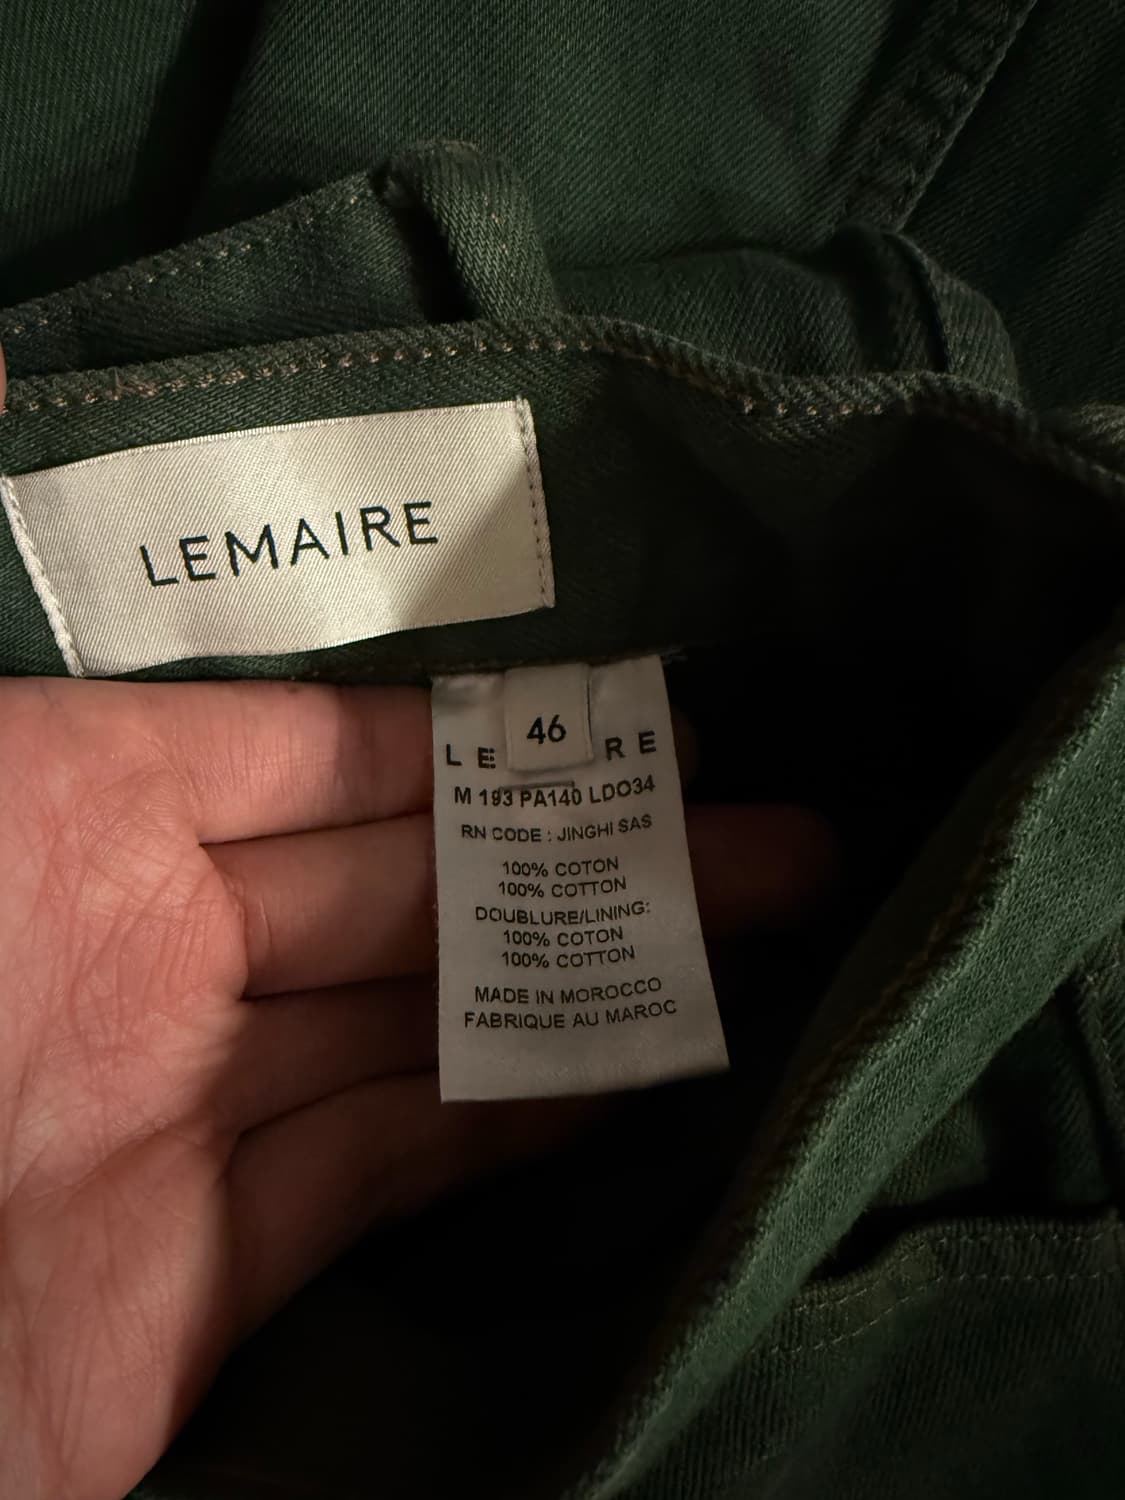 LEMAIRE
46
LE RE
M 193 PA140 LDO34
RN CODE : JINGHI SAS
100% COTON
100% COTTON
DOUBLURE/LINING:
100% COTON
100% COTTON
MADE IN MOROCCO
FABRIQUE AU MAROC